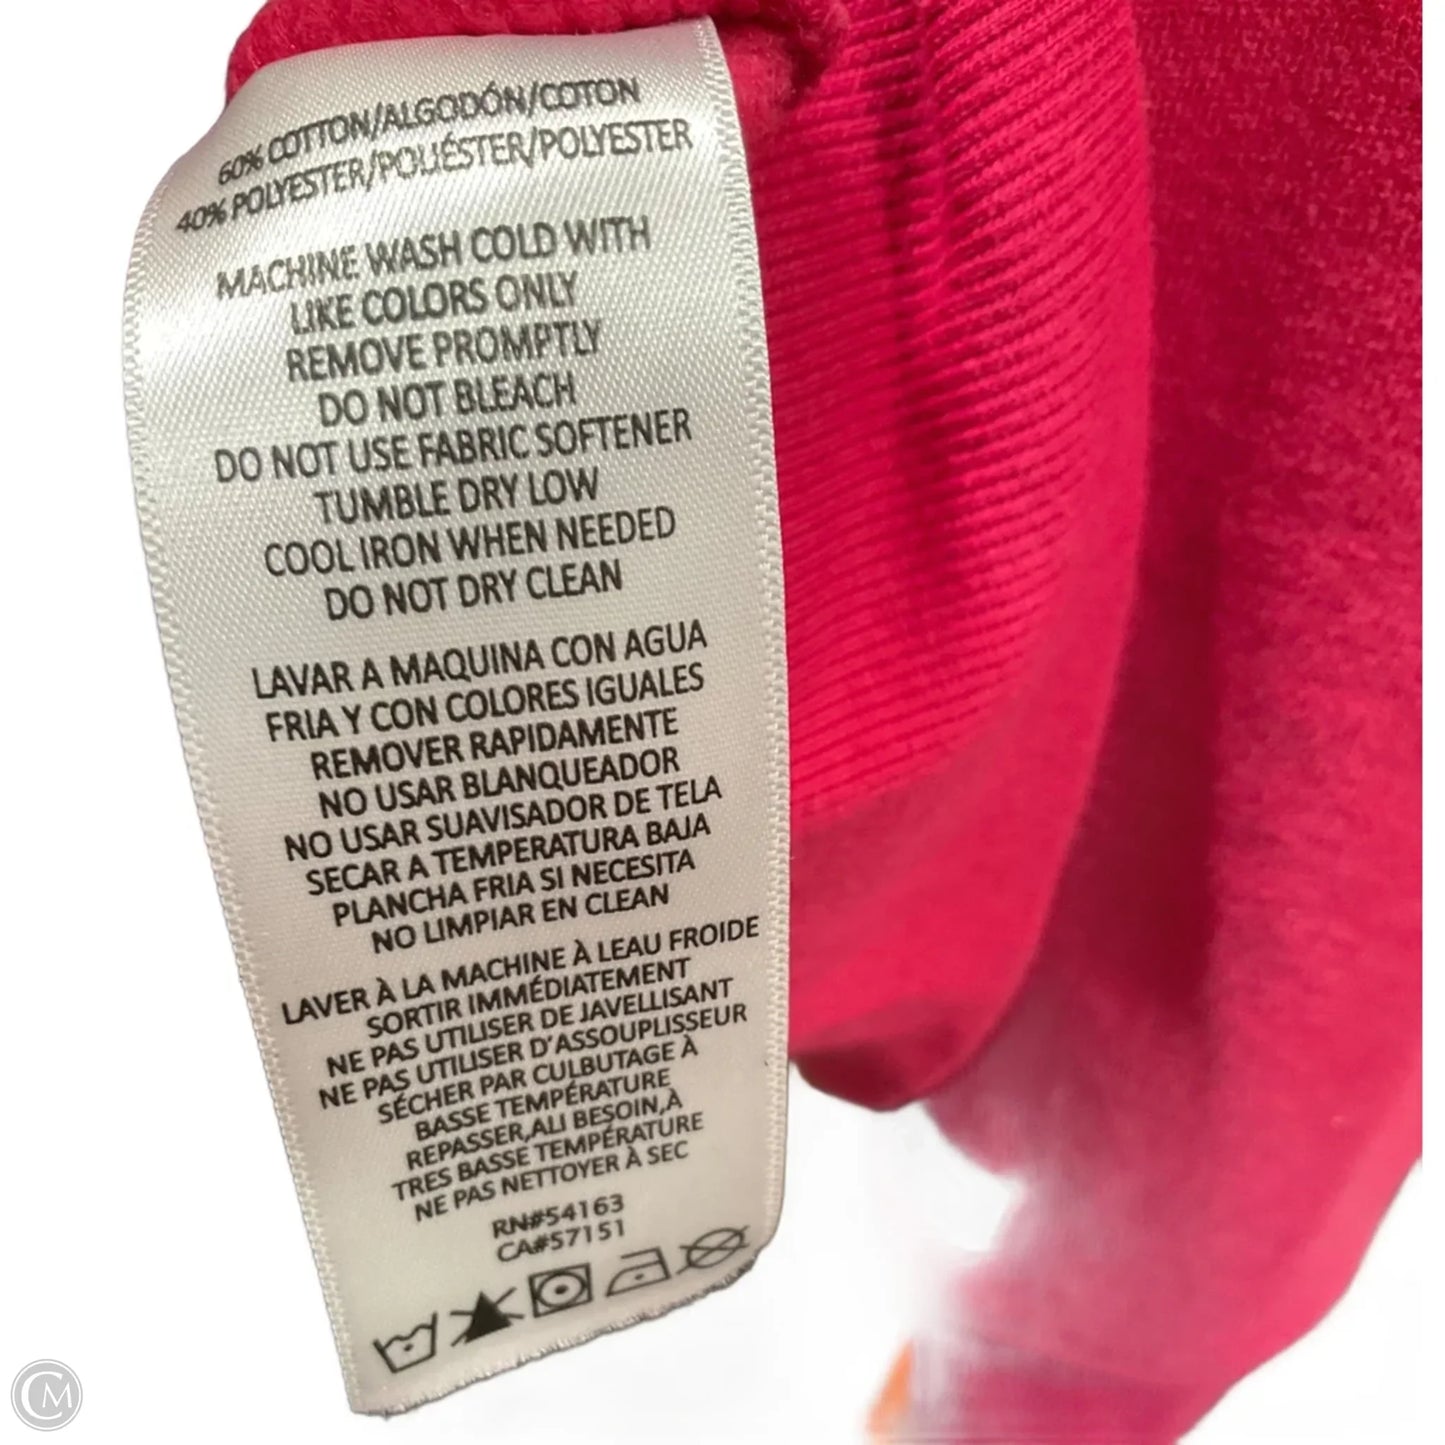 60% COTTON/ALGODÓN/COTON
40% POLYESTER/POLIÉSTER/POLYESTER
MACHINE WASH COLD WITH
LIKE COLORS ONLY
REMOVE PROMPTLY
DO NOT BLEACH
DO NOT USE FABRIC SOFTENER
TUMBLE DRY LOW
COOL IRON WHEN NEEDED
DO NOT DRY CLEAN
LAVAR A MAQUINA CON AGUA
FRIA Y CON COLORES IGUALES
REMOVER RAPIDAMENTE
NO USAR BLANQUEADOR
NO USAR SUAVISADOR DE TELA
SECAR A TEMPERATURA BAJA
PLANCHA FRIA SI NECESITA
NO LIMPIAR EN CLEAN
LAVER À LA MACHINE À LEAU FROIDE
SORTIR IMMÉDIATEMENT
NE PAS UTILISER DE JAVELLISANT
NE PAS UTILISER D'ASSOUPLISSEUR
SÉCHER PAR CULBUTAGE À
BASSE TEMPÉRATURE
REPASSER,ALI BESOIN,À
TRES BASSE TEMPÉRATURE
NE PAS NETTOYER À SEC
RN#54163
CA#57151
CM